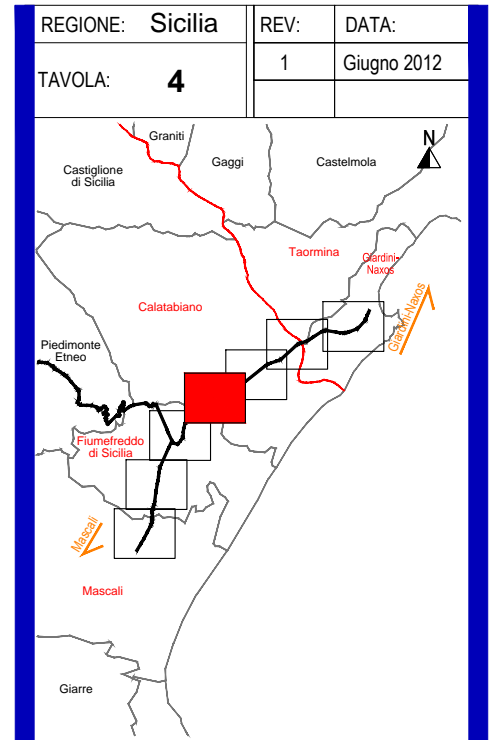 REGIONE: Sicilia
REV:
DATA:
1
Giugno 2012
TAVOLA: 4
Graniti
N
Castiglione
di Sicilia
Gaggi
Castelmola
Taormina
Giardini-
Naxos
Calatabiano
Giardini-Naxos
Piedimonte
Etneo
Fiumefreddo
di Sicilia
Mascali
Mascali
Giarre